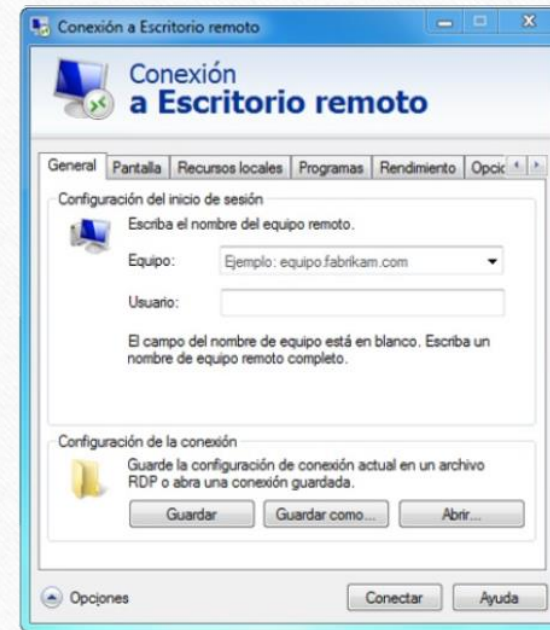 Conexión a Escritorio remoto
Conexión
a Escritorio remoto
General Pantalla Recursos locales Programas Rendimiento Opcic
Configuración del inicio de sesión
Escriba el nombre del equipo remoto.
Equipo: Ejemplo: equipo.fabrikam.com
Usuario:
El campo del nombre de equipo está en blanco. Escriba un
nombre de equipo remoto completo.
Configuración de la conexión
Guarde la configuración de conexión actual en un archivo
RDP o abra una conexión guardada.
Guardar Guardar como... Abrir...
Opciones Conectar Ayuda